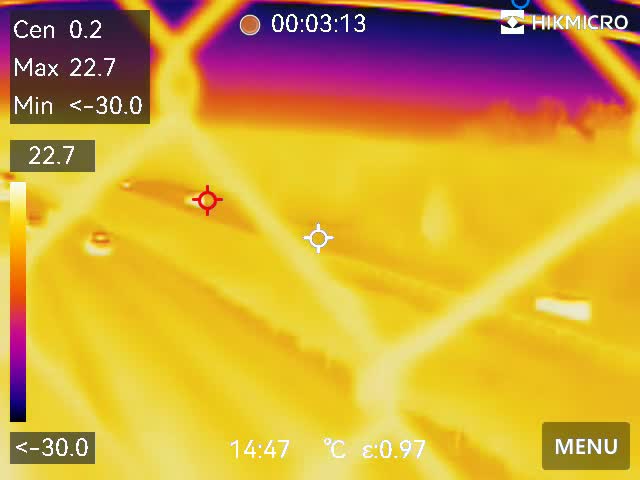 Cen 0.2
Max 22.7
Min <-30.0
00:03:13
HIKMICRO
22.7
<-30.0
14:47 ℃ ε:0.97
MENU